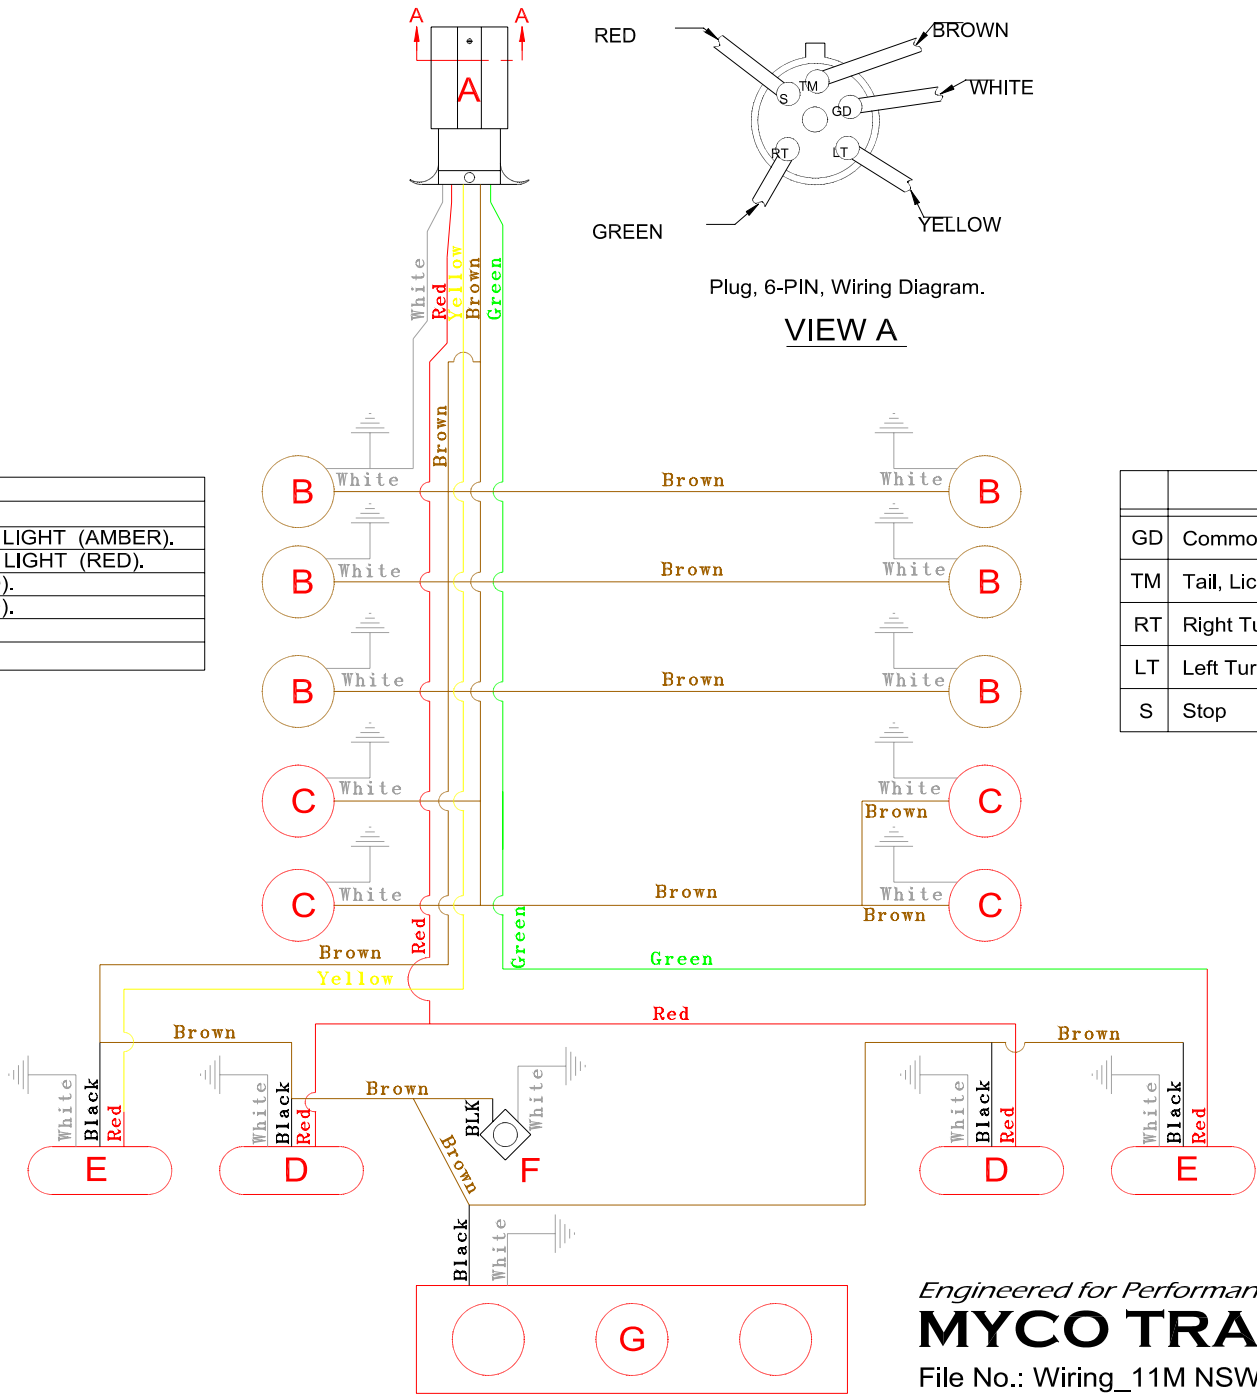 A A
RED
BROWN
A
TM
WHITE
S
GD
RT
LT
GREEN
YELLOW
White
Red
Yellow
Brown
Green
Plug, 6-PIN, Wiring Diagram.
VIEW A
Brown
B White Brown White B
LIGHT (AMBER).
LIGHT (RED).
).
).
GD Commo
TM Tail, Lic
RT Right Tu
LT Left Tur
S Stop
B White Brown White B
B White Brown White B
C White White C
Brown
C White Brown White C
Brown
Red
Green
Brown
Yellow
Green
Red
Brown
Brown
White
Black
Red
White
Black
Red
Brown
BLK
White
White
Black
Red
White
Black
Red
E D F D E
Brown
Black
White
G
Engineered for Performan
MYCO TRA
File No.: Wiring_11M NSW